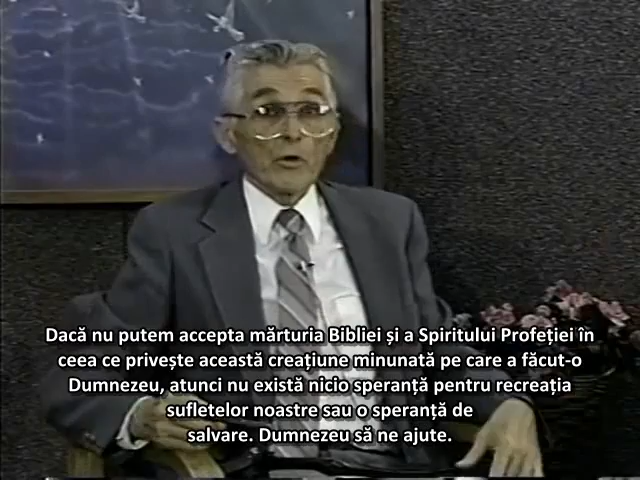 Dacă nu putem accepta mărturia Bibliei și a Spiritului Profeției în
ceea ce privește această creațiune minunată pe care a făcut-o
Dumnezeu, atunci nu există nicio speranță pentru recreația
sufletelor noastre sau o speranță de
salvare. Dumnezeu să ne ajute.